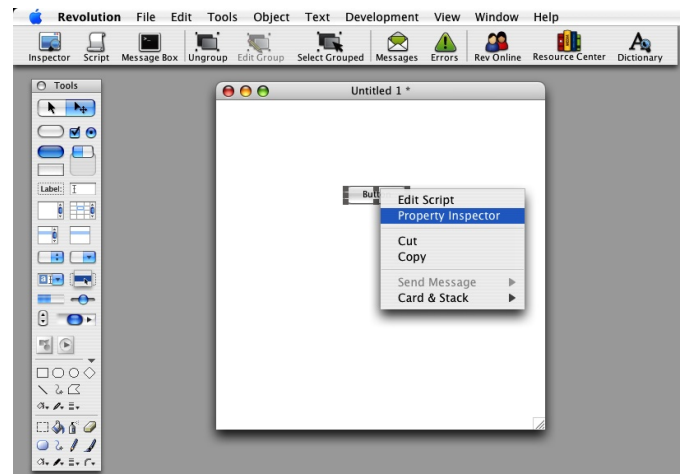 Revolution File Edit Tools Object Text Development View Window Help
Inspector Script Message Box Ungroup Edit Group Select Grouped Messages Errors Rev Online Resource Center Dictionary
Tools
Untitled 1 *
Label:
Butt
Edit Script
Property Inspector
Cut
Copy
Send Message
Card & Stack